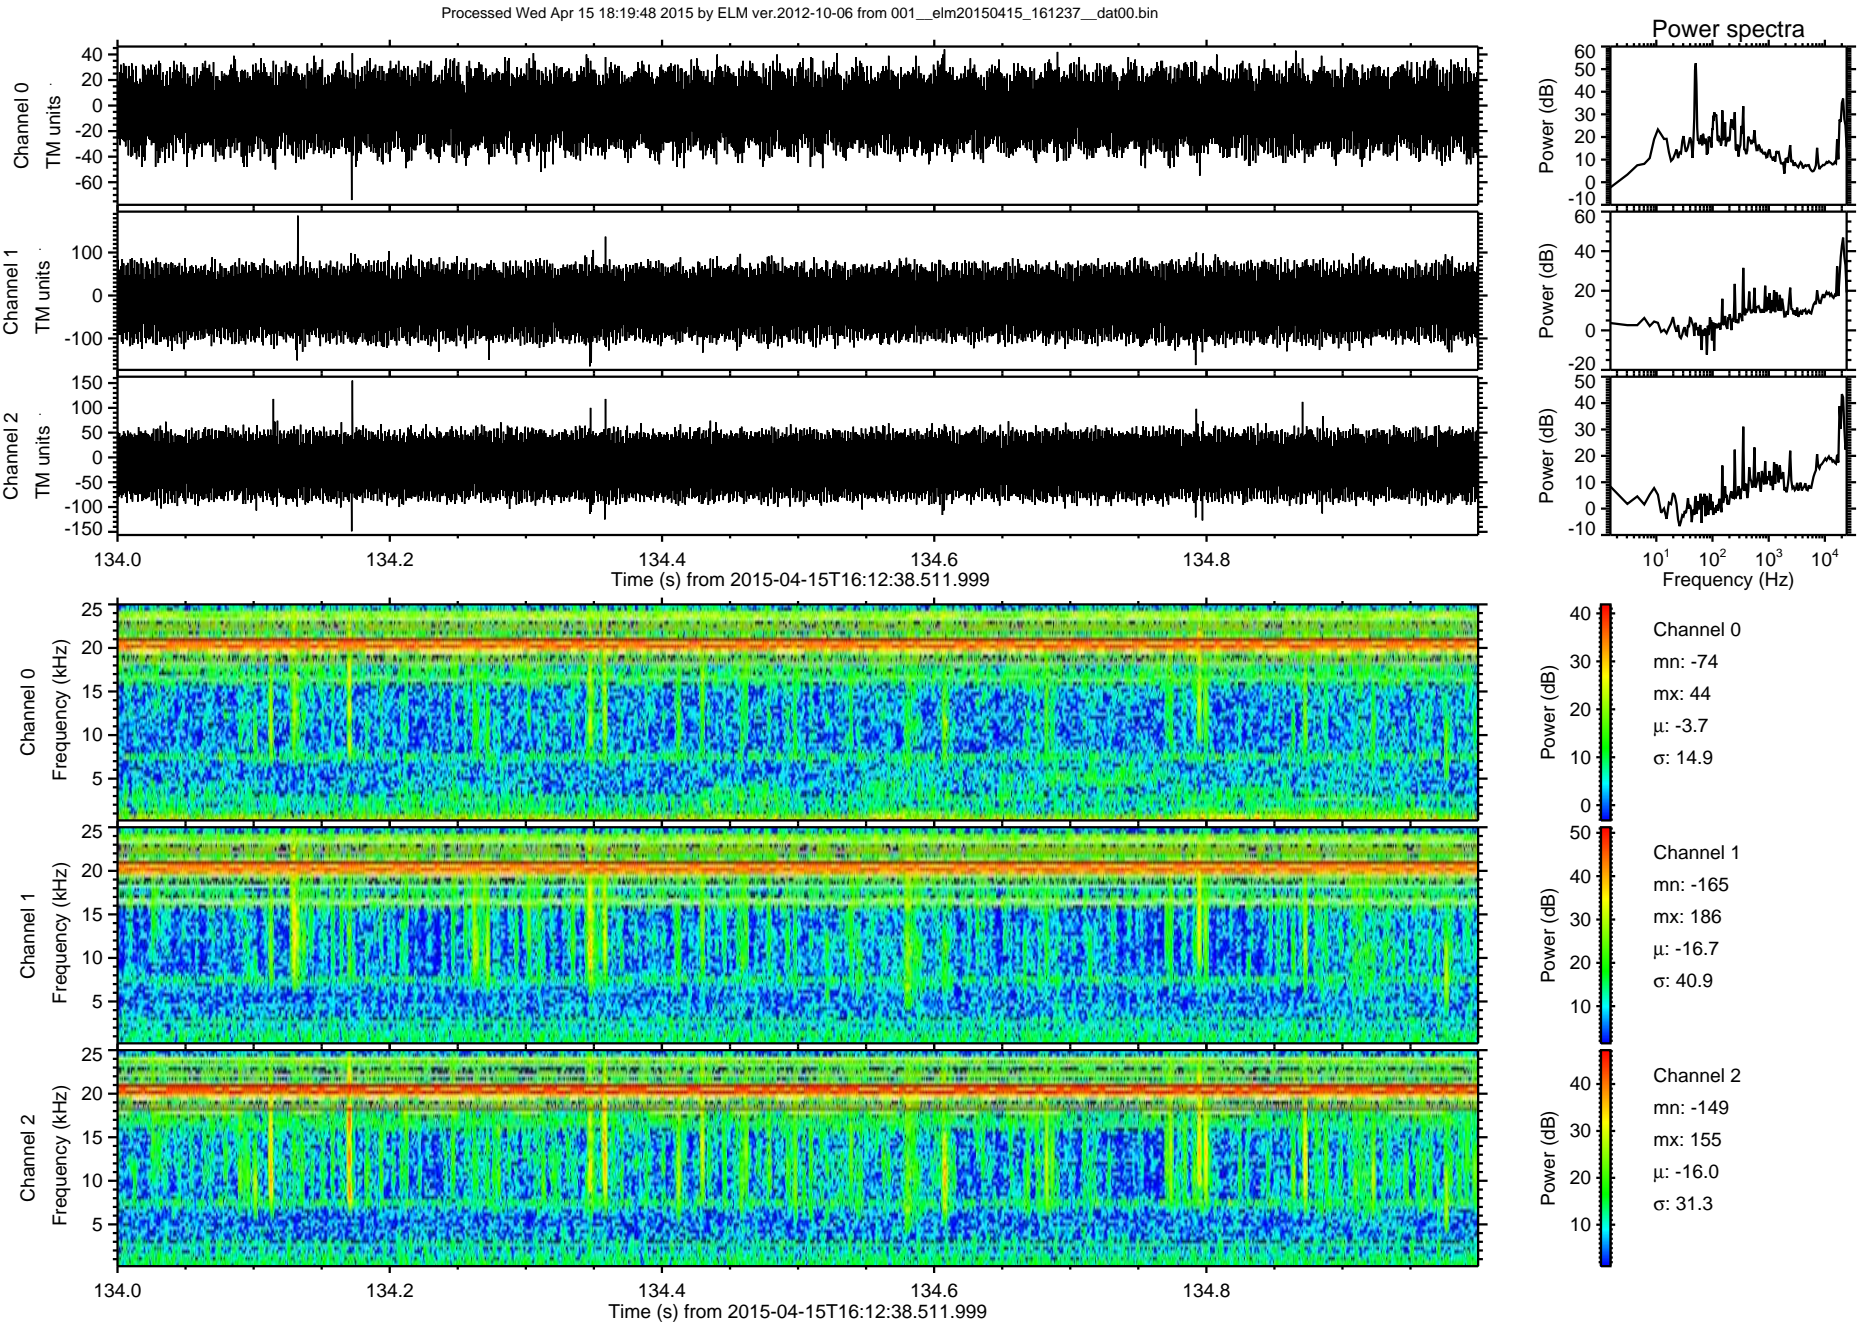 Processed Wed Apr 15 18:19:48 2015 by ELM ver.2012-10-06 from 001__elm20150415_161237__dat00.bin
Power spectra
Channel 0
TM units
40
20
0
-20
-40
-60
Power (dB)
60
50
40
30
20
10
0
-10
Channel 1
TM units
100
0
-100
Power (dB)
60
40
20
0
-20
Channel 2
TM units
150
100
50
0
-50
-100
-150
Power (dB)
50
40
30
20
10
0
-10
134.0 134.2 134.4 134.6 134.8
Time (s) from 2015-04-15T16:12:38.511.999
10¹ 10² 10³ 10⁴
Frequency (Hz)
Channel 0
Frequency (kHz)
25
20
15
10
5
Power (dB)
40
30
20
10
0
Channel 0
mn: -74
mx: 44
μ: -3.7
σ: 14.9
Channel 1
Frequency (kHz)
25
20
15
10
5
Power (dB)
50
40
30
20
10
Channel 1
mn: -165
mx: 186
μ: -16.7
σ: 40.9
Channel 2
Frequency (kHz)
25
20
15
10
5
Power (dB)
40
30
20
10
Channel 2
mn: -149
mx: 155
μ: -16.0
σ: 31.3
134.0 134.2 134.4 134.6 134.8
Time (s) from 2015-04-15T16:12:38.511.999